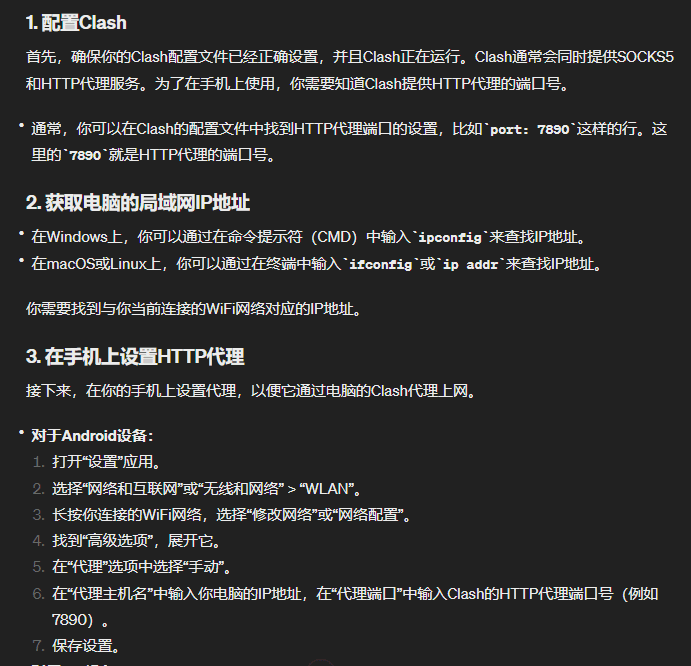 1. 配置Clash
首先，确保你的Clash配置文件已经正确设置，并且Clash正在运行。Clash通常会同时提供SOCKS5
和HTTP代理服务。为了在手机上使用，你需要知道Clash提供HTTP代理的端口号。
• 通常，你可以在Clash的配置文件中找到HTTP代理端口的设置，比如`port: 7890`这样的行。这
里的`7890`就是HTTP代理的端口号。
2. 获取电脑的局域网IP地址
• 在Windows上，你可以通过在命令提示符（CMD）中输入`ipconfig`来查找IP地址。
• 在macOS或Linux上，你可以通过在终端中输入`ifconfig`或`ip addr`来查找IP地址。
你需要找到与你当前连接的WiFi网络对应的IP地址。
3. 在手机上设置HTTP代理
接下来，在你的手机上设置代理，以便它通过电脑的Clash代理上网。
• 对于Android设备：
1. 打开“设置”应用。
2. 选择“网络和互联网”或“无线和网络” > “WLAN”。
3. 长按你连接的WiFi网络，选择“修改网络”或“网络配置”。
4. 找到“高级选项”，展开它。
5. 在“代理”选项中选择“手动”。
6. 在“代理主机名”中输入你电脑的IP地址，在“代理端口”中输入Clash的HTTP代理端口号（例如
7890）。
7. 保存设置。